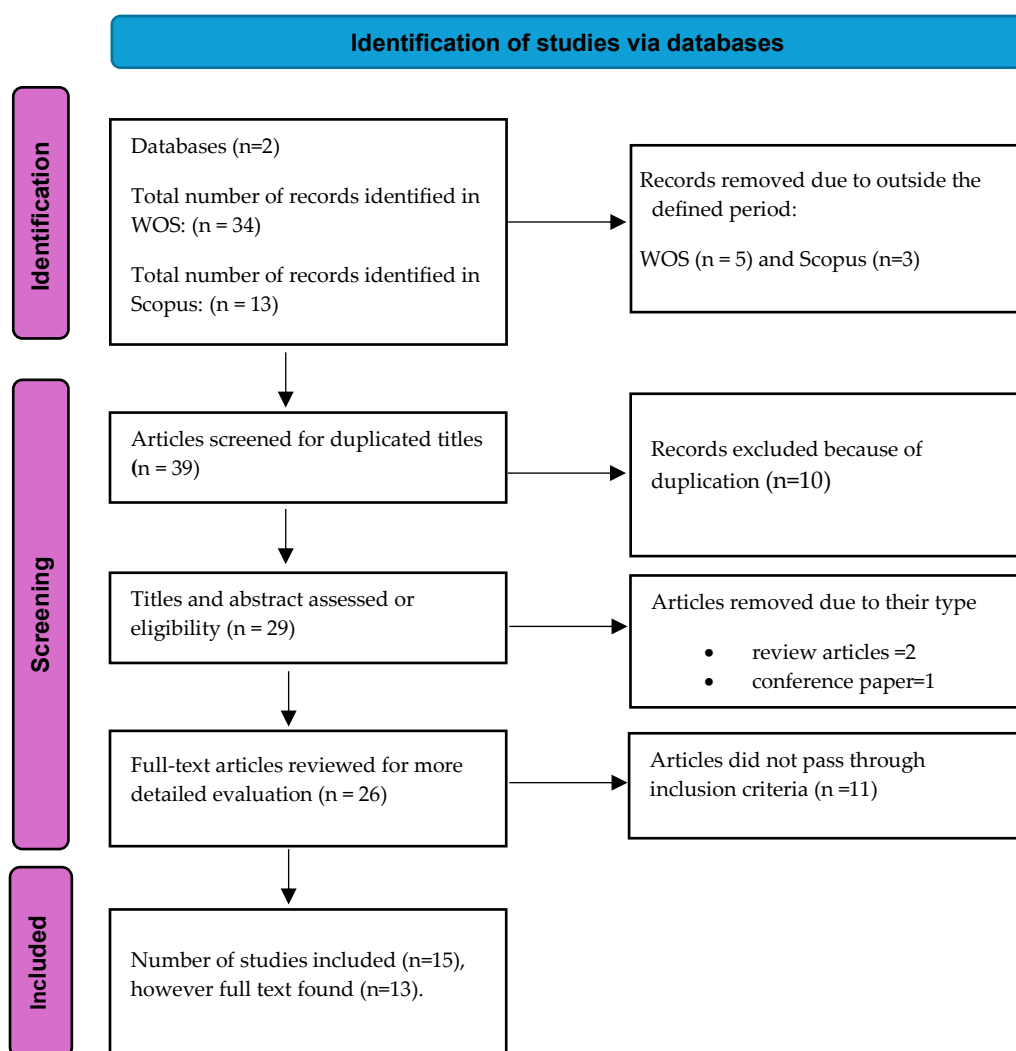 Identification of studies via databases
Identification
Databases (n=2)
Total number of records identified in
WOS: (n = 34)
Total number of records identified in
Scopus: (n = 13)
Records removed due to outside the
defined period:
WOS (n = 5) and Scopus (n=3)
Screening
Articles screened for duplicated titles
(n = 39)
Records excluded because of
duplication (n=10)
Titles and abstract assessed or
eligibility (n = 29)
Articles removed due to their type
• review articles =2
• conference paper=1
Full-text articles reviewed for more
detailed evaluation (n = 26)
Articles did not pass through
inclusion criteria (n =11)
Included
Number of studies included (n=15),
however full text found (n=13).